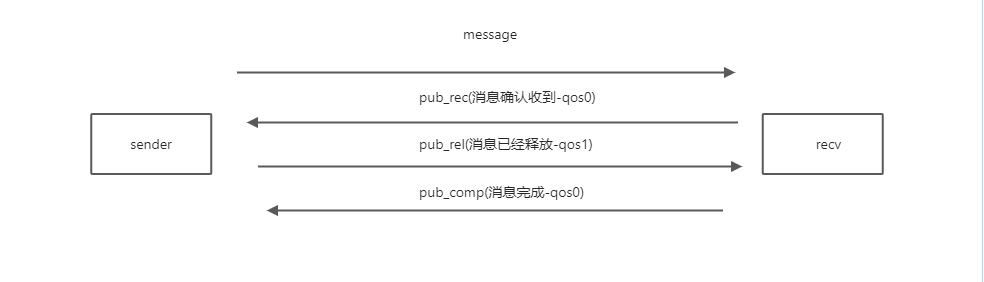 message
pub_rec(消息确认收到-qos0)
sender
pub_rel(消息已经释放-qos1)
recv
pub_comp(消息完成-qos0)